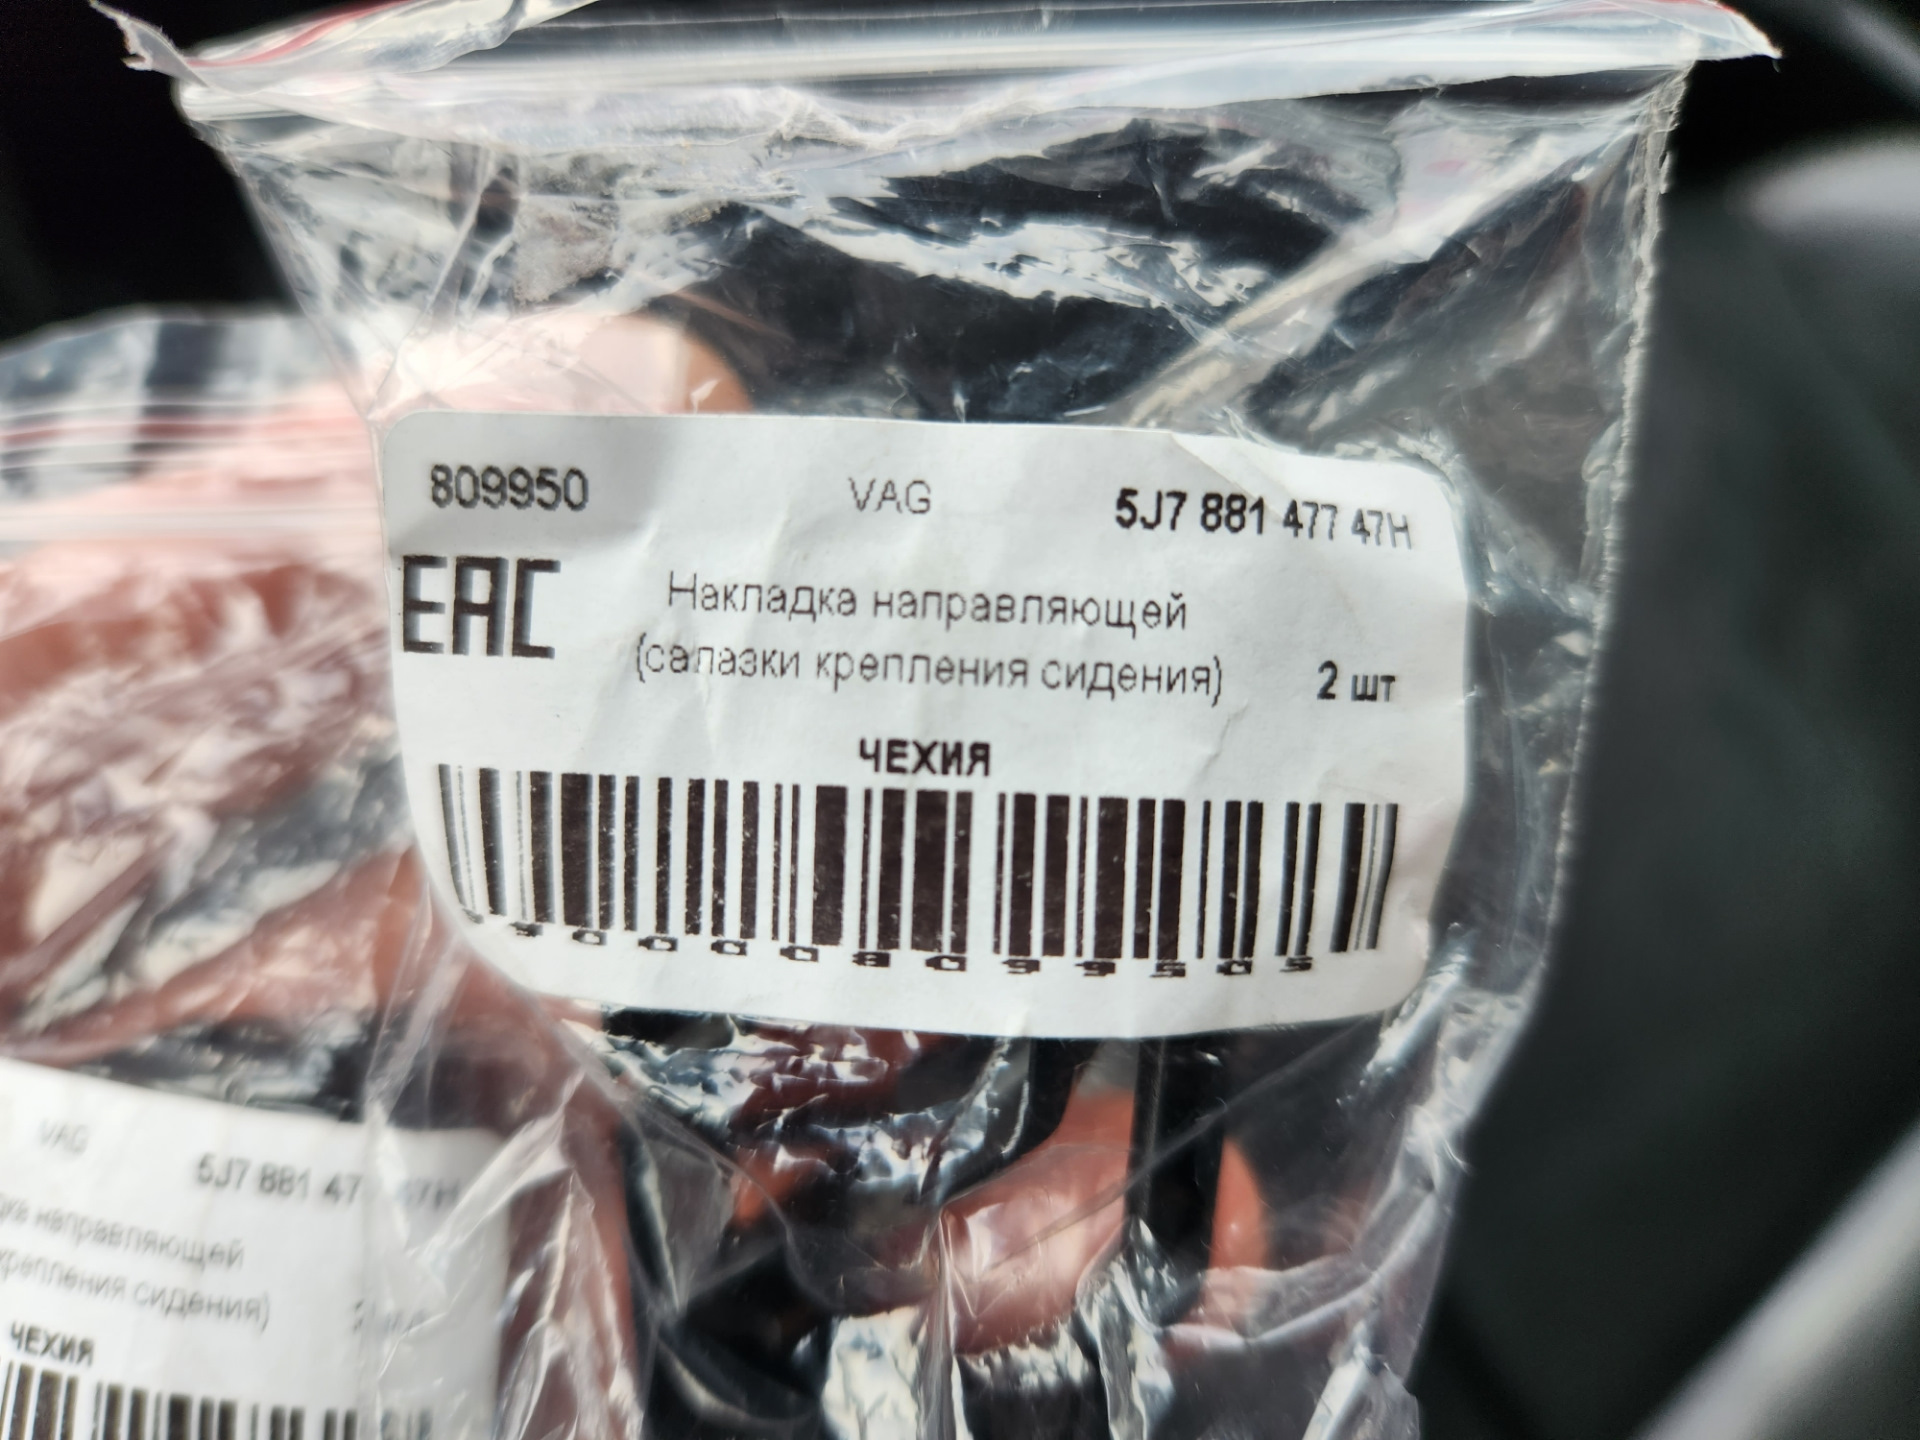 809950 VAG 5J7 881 477 47H
EAC
Накладка направляющей
(салазки крепления сидения) 2 шт
ЧЕХИЯ
VAG 5J7 881 47
направляющей
крепления сидения)
ЧЕХИЯ